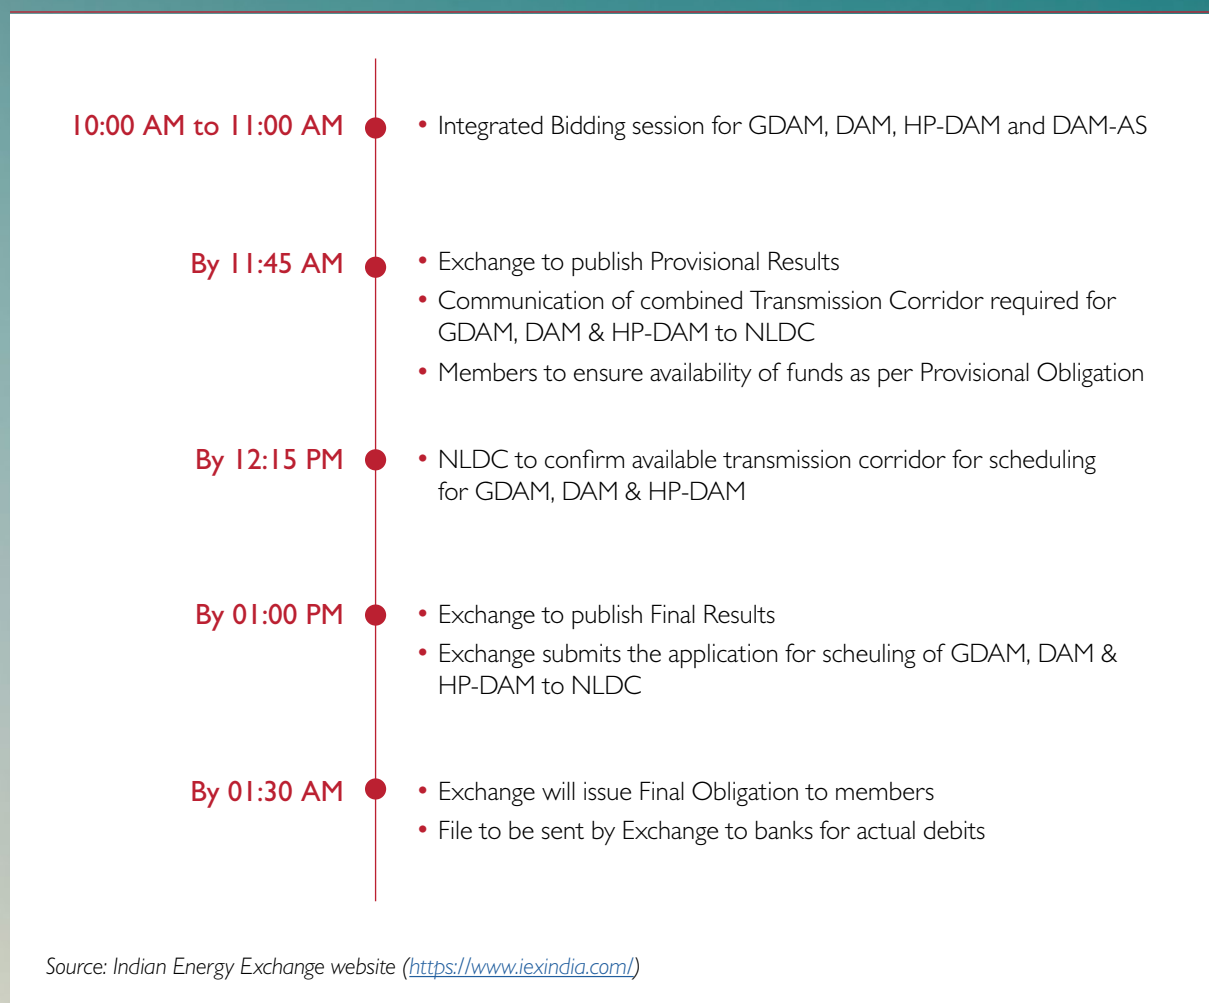 10:00 AM to 11:00 AM
• Integrated Bidding session for GDAM, DAM, HP-DAM and DAM-AS
By 11:45 AM
• Exchange to publish Provisional Results
• Communication of combined Transmission Corridor required for
GDAM, DAM & HP-DAM to NLDC
• Members to ensure availability of funds as per Provisional Obligation
By 12:15 PM
• NLDC to confirm available transmission corridor for scheduling
for GDAM, DAM & HP-DAM
By 01:00 PM
• Exchange to publish Final Results
• Exchange submits the application for scheuling of GDAM, DAM &
HP-DAM to NLDC
By 01:30 AM
• Exchange will issue Final Obligation to members
• File to be sent by Exchange to banks for actual debits
Source: Indian Energy Exchange website (https://www.iexindia.com/)